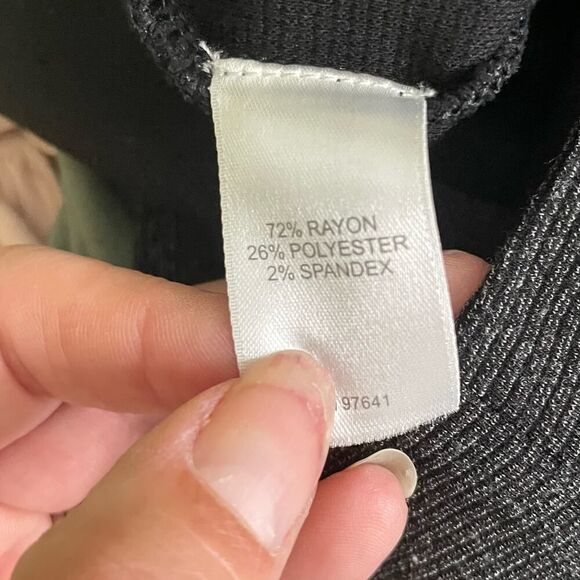 72% RAYON
26% POLYESTER
2% SPANDEX
97641